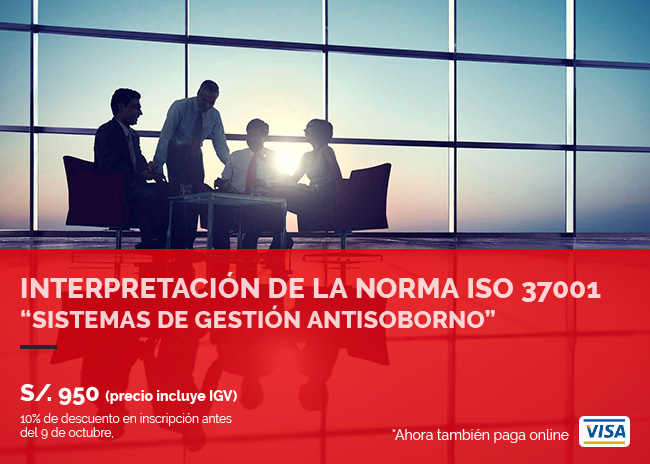 INTERPRETACIÓN DE LA NORMA ISO 37001
“SISTEMAS DE GESTIÓN ANTISOBORNO”
S/. 950 (precio incluye IGV)
10% de descuento en inscripción antes
del 9 de octubre.
*Ahora también paga online VISA